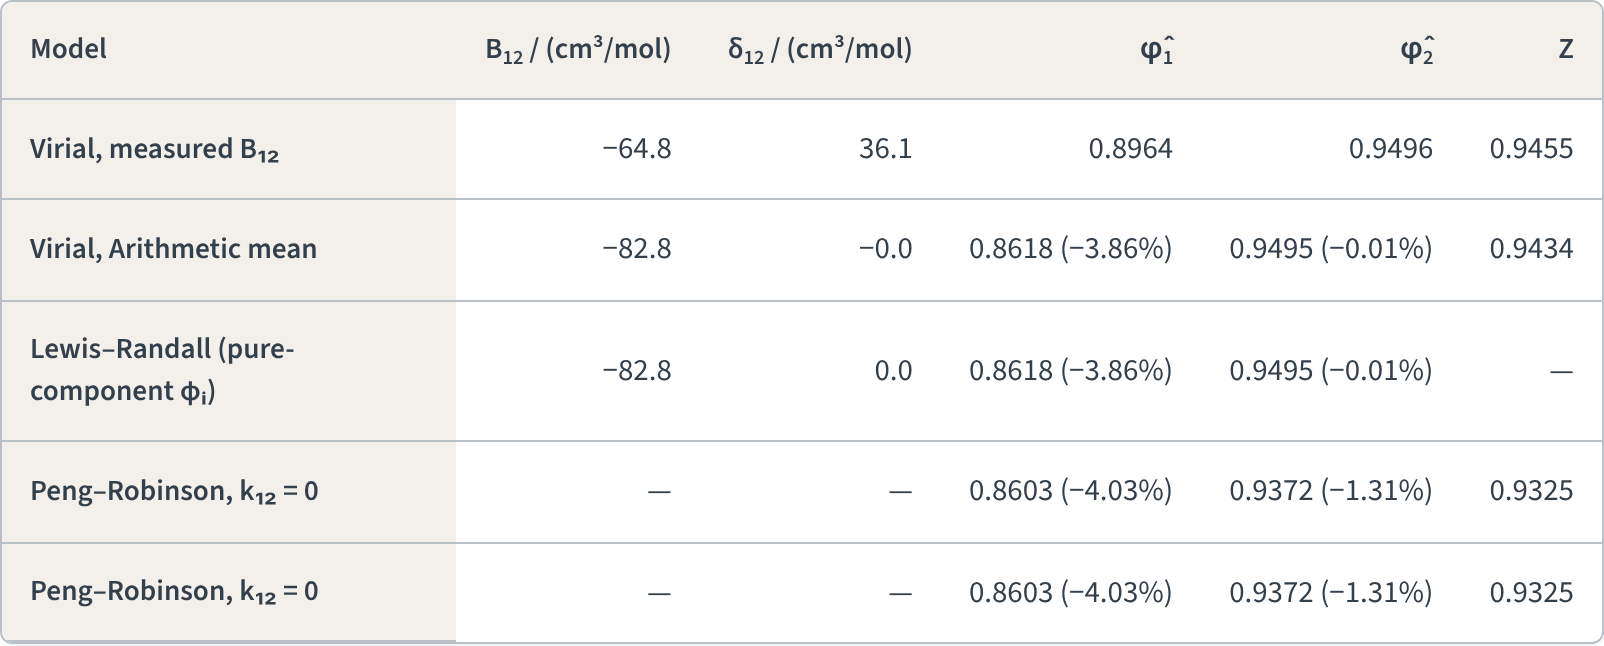 Model B₁₂ / (cm³/mol) δ₁₂ / (cm³/mol) φ̂₁ φ̂₂ Z
Virial, measured B₁₂ −64.8 36.1 0.8964 0.9496 0.9455
Virial, Arithmetic mean −82.8 −0.0 0.8618 (−3.86%) 0.9495 (−0.01%) 0.9434
Lewis–Randall (pure-
component ϕᵢ) −82.8 0.0 0.8618 (−3.86%) 0.9495 (−0.01%) —
Peng–Robinson, k₁₂ = 0 — — 0.8603 (−4.03%) 0.9372 (−1.31%) 0.9325
Peng–Robinson, k₁₂ = 0 — — 0.8603 (−4.03%) 0.9372 (−1.31%) 0.9325